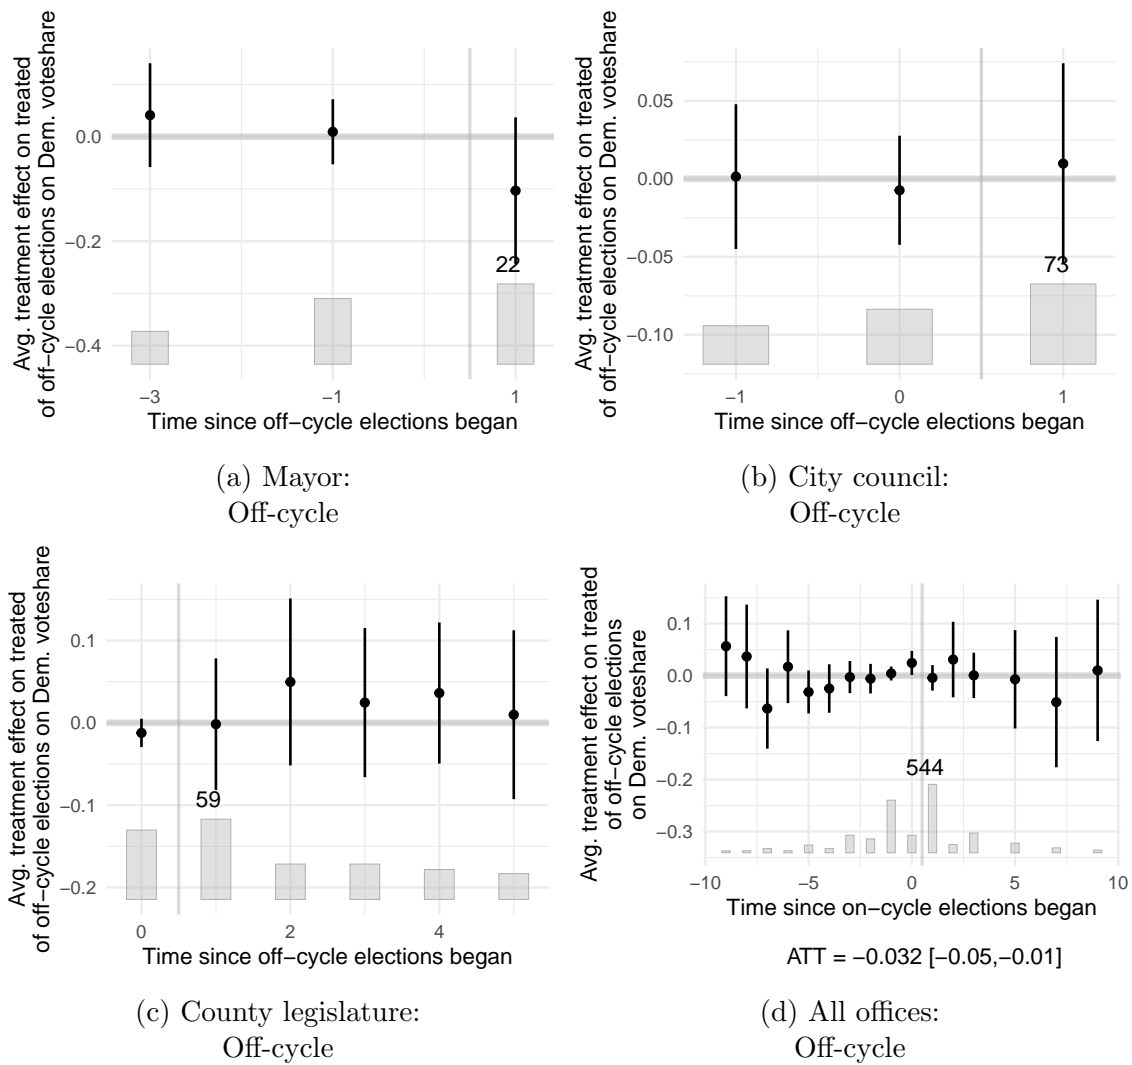 Avg. treatment effect on treated
of off−cycle elections on Dem. voteshare
0.0
−0.2
−0.4
22
−3
−1
1
Time since off−cycle elections began
(a) Mayor:
Off-cycle
Avg. treatment effect on treated
of off−cycle elections on Dem. voteshare
0.05
0.00
−0.05
−0.10
73
−1
0
1
Time since off−cycle elections began
(b) City council:
Off-cycle
Avg. treatment effect on treated
of off−cycle elections on Dem. voteshare
0.1
0.0
−0.1
−0.2
59
0
2
4
Time since off−cycle elections began
(c) County legislature:
Off-cycle
Avg. treatment effect on treated
of off−cycle elections
on Dem. voteshare
0.1
0.0
−0.1
−0.2
−0.3
544
−10
−5
0
5
10
Time since on−cycle elections began
ATT = −0.032 [−0.05,−0.01]
(d) All offices:
Off-cycle